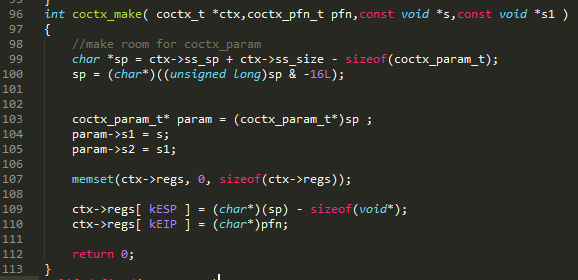 96 int coctx_make( coctx_t *ctx,coctx_pfn_t pfn,const void *s,const void *s1 )
97 {
98 //make room for coctx_param
99 char *sp = ctx->ss_sp + ctx->ss_size - sizeof(coctx_param_t);
100 sp = (char*)((unsigned long)sp & -16L);
101
102
103 coctx_param_t* param = (coctx_param_t*)sp ;
104 param->s1 = s;
105 param->s2 = s1;
106
107 memset(ctx->regs, 0, sizeof(ctx->regs));
108
109 ctx->regs[ kESP ] = (char*)(sp) - sizeof(void*);
110 ctx->regs[ kEIP ] = (char*)pfn;
111
112 return 0;
113 }